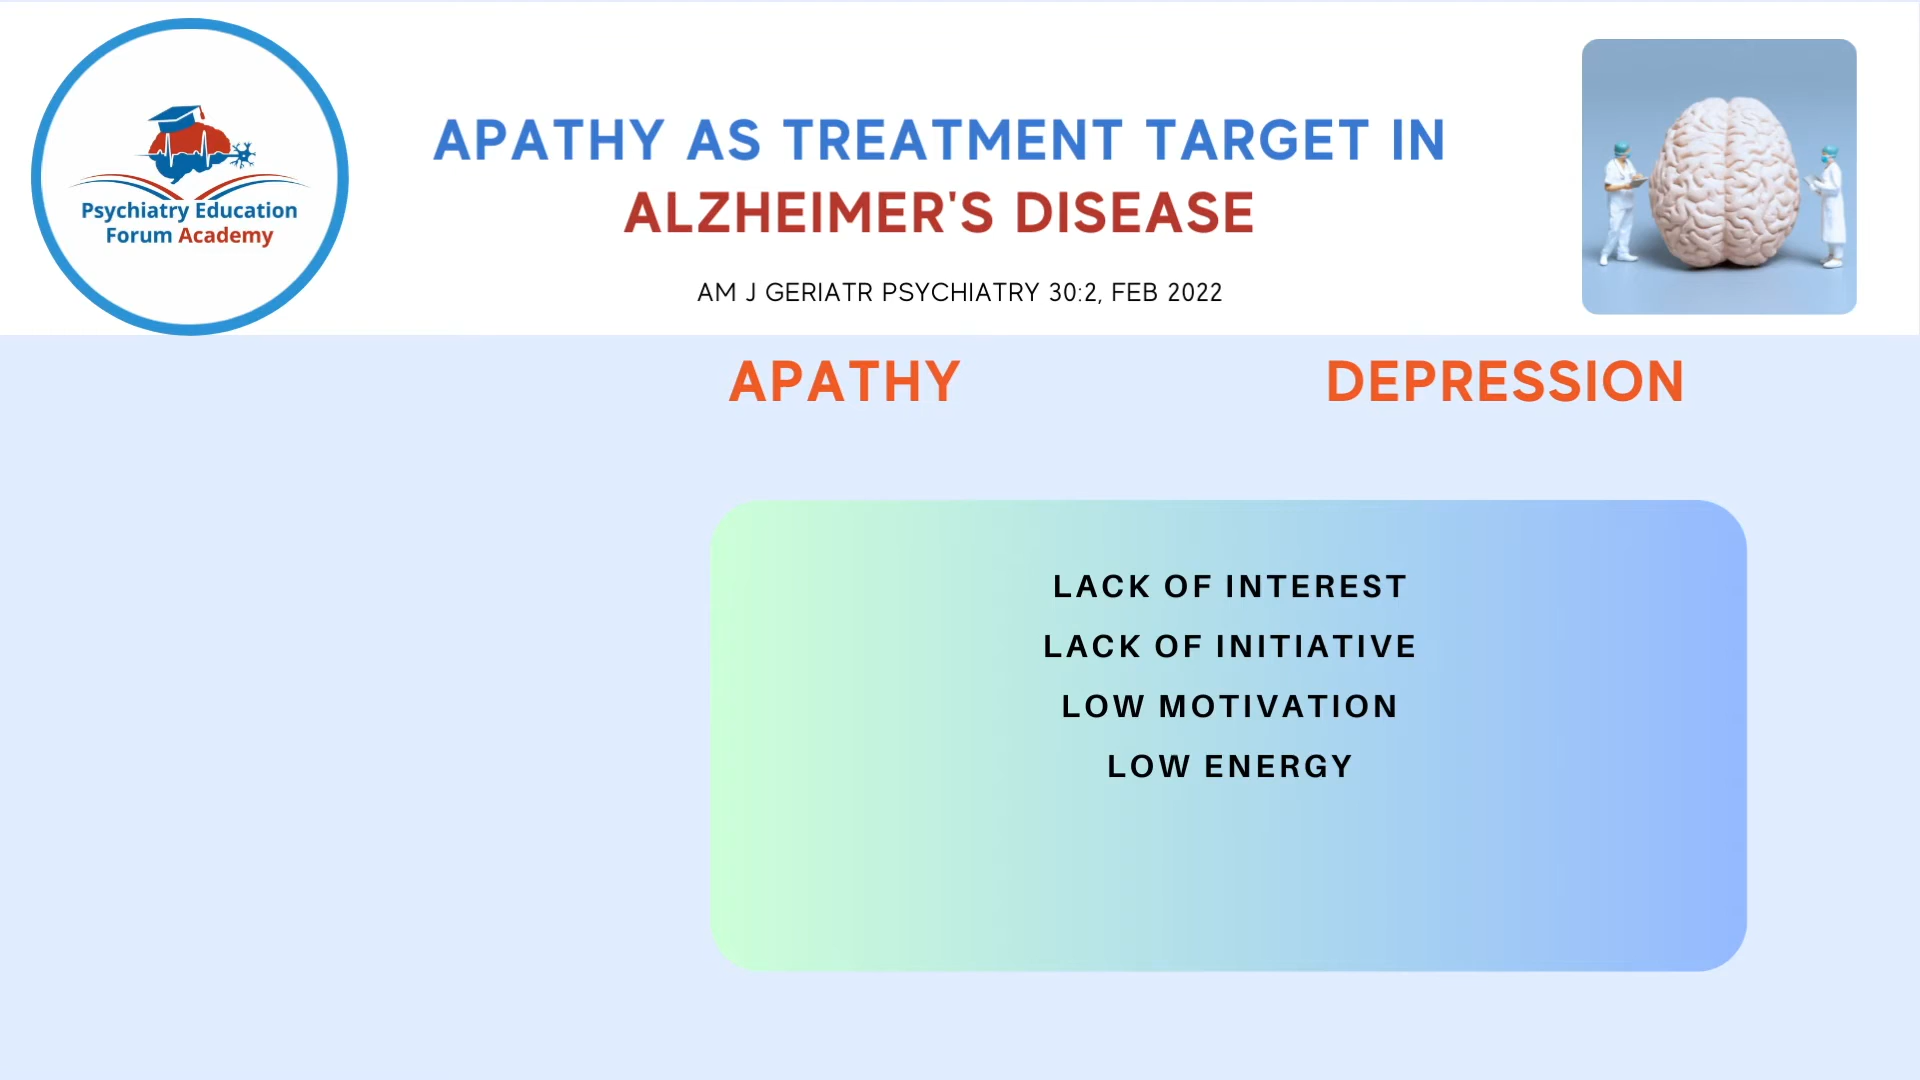 Psychiatry Education
Forum Academy
APATHY AS TREATMENT TARGET IN
ALZHEIMER'S DISEASE
AM J GERIATR PSYCHIATRY 30:2, FEB 2022
APATHY
DEPRESSION
LACK OF INTEREST
LACK OF INITIATIVE
LOW MOTIVATION
LOW ENERGY